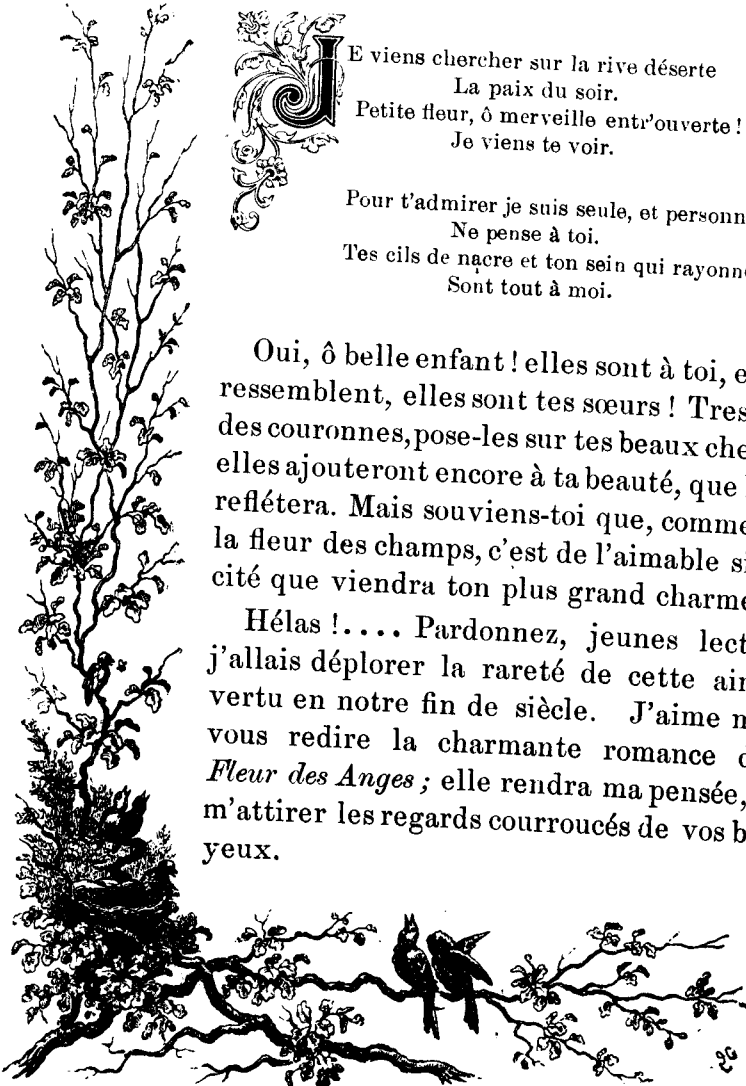 JE viens chercher sur la rive déserte
La paix du soir.
Petite fleur, ô merveille entr'ouverte !
Je viens te voir.
Pour t'admirer je suis seule, et personn
Ne pense à toi.
Tes cils de nacre et ton sein qui rayonn
Sont tout à moi.
Oui, ô belle enfant ! elles sont à toi, e
ressemblent, elles sont tes sœurs ! Tres
des couronnes, pose-les sur tes beaux che
elles ajouteront encore à ta beauté, que
reflétera. Mais souviens-toi que, comme
la fleur des champs, c'est de l'aimable si
cité que viendra ton plus grand charme
Hélas !.... Pardonnez, jeunes lect
j'allais déplorer la rareté de cette aim
vertu en notre fin de siècle. J'aime m
vous redire la charmante romance d
Fleur des Anges ; elle rendra ma pensée,
m'attirer les regards courroucés de vos b
yeux.